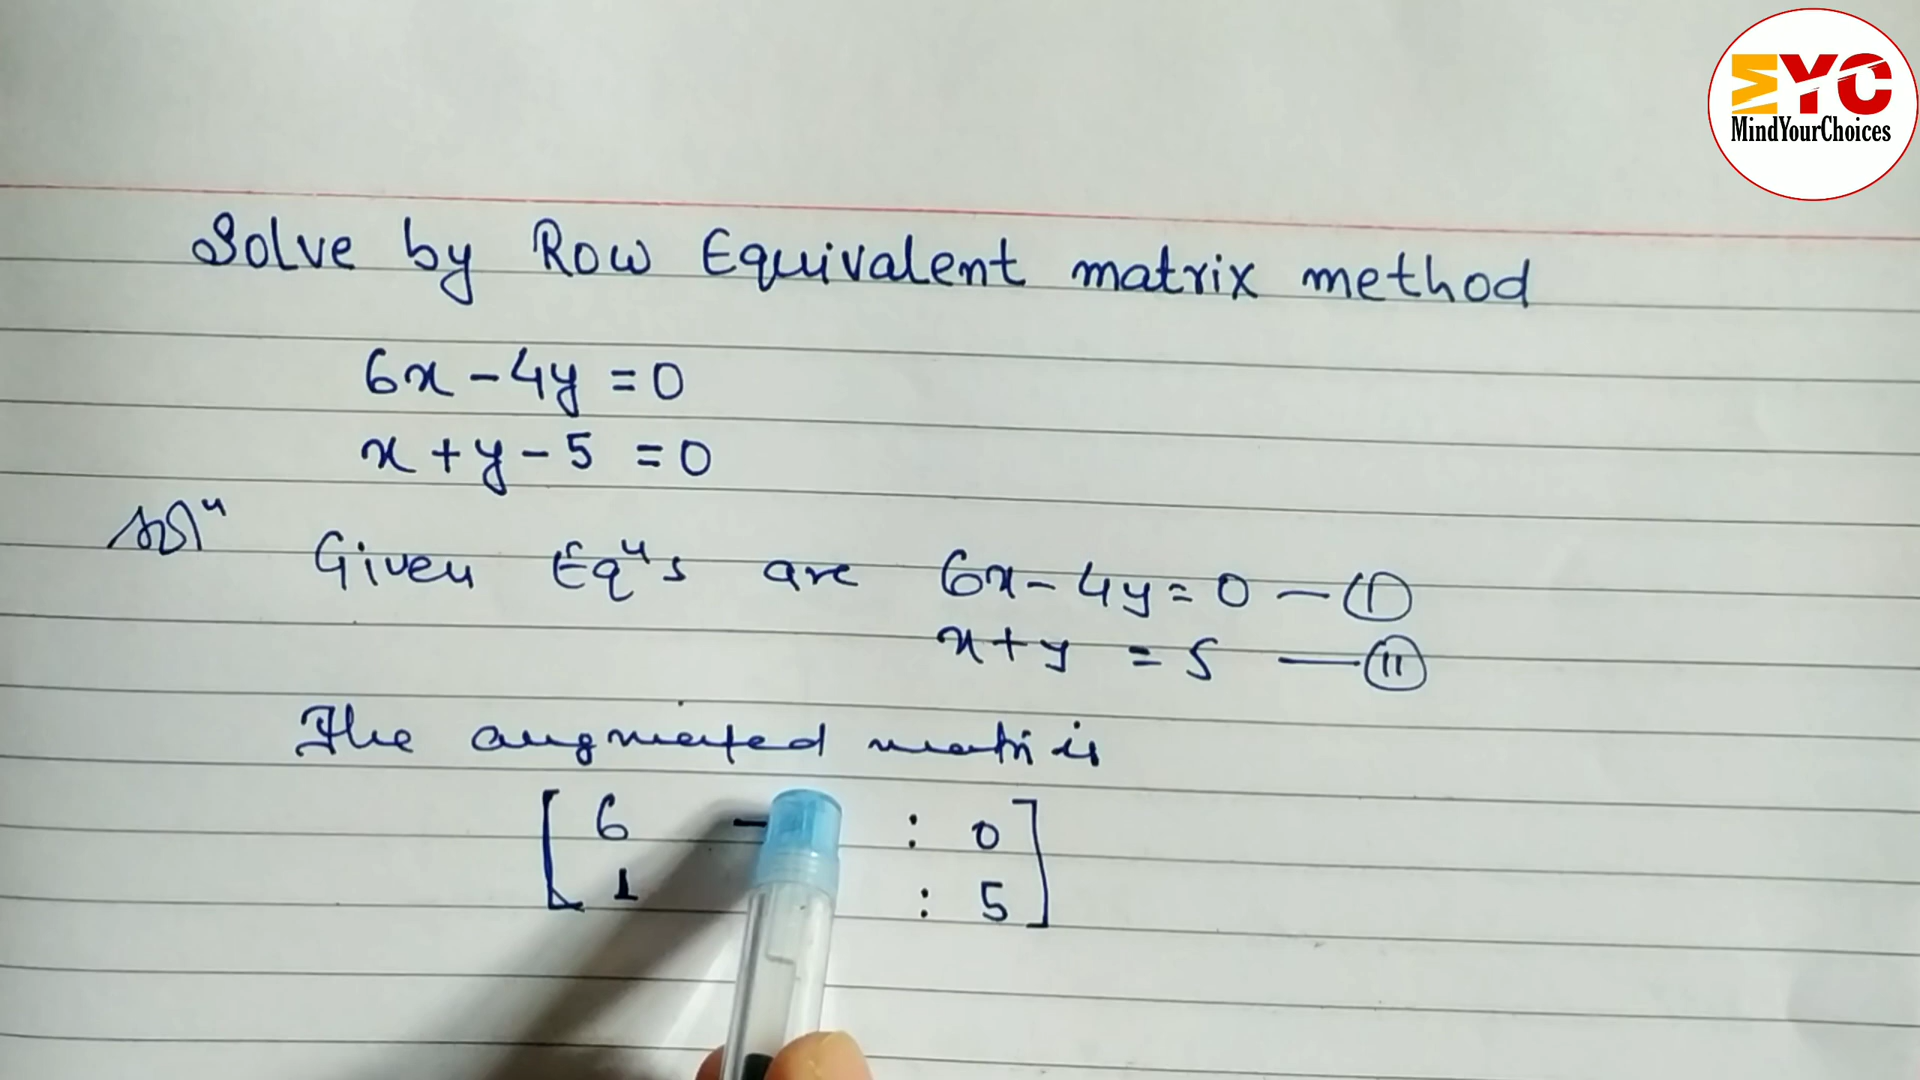 MYC
MindYourChoices
Solve by Row Equivalent matrix method
6x - 4y = 0
x + y - 5 = 0
Solⁿ
Given Eqⁿs are 6x - 4y = 0 — (I)
x + y = 5 — (II)
The augmented matri is
[ 6 - : 0 ]
[ 1 : 5 ]